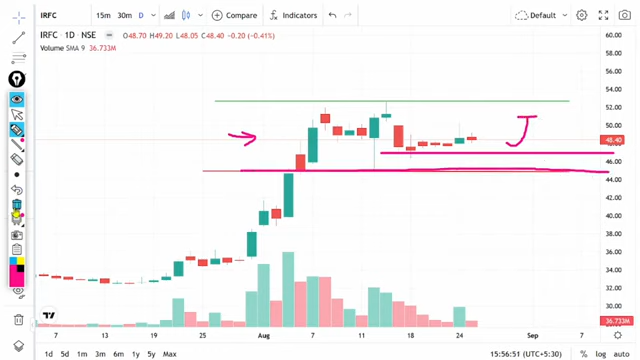 IRFC 15m 30m D Compare Indicators Default
IRFC · 1D · NSE O48.70 H49.20 L48.05 C48.40 -0.20 (-0.41%)
Volume SMA 9 36.733M
60.00
58.00
56.00
54.00
52.00
50.00
48.40
46.00
44.00
42.00
40.00
38.00
36.00
34.00
32.00
30.00
36.733M
28.00
7 13 18 25 Aug 7 11 18 24 Sep 7
1d 5d 1m 3m 6m 1y 5y Max 15:56:51 (UTC+5:30) % log auto